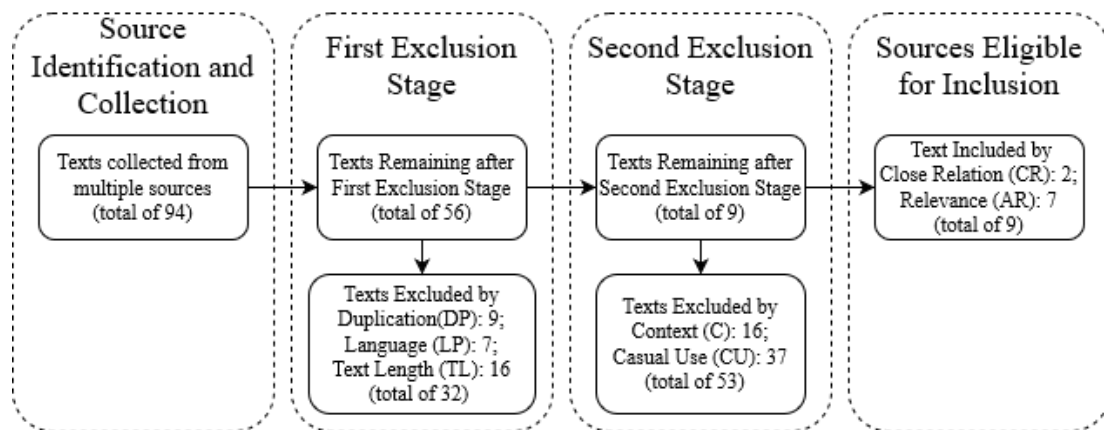 Source
Identification and
Collection
Texts collected from
multiple sources
(total of 94)
First Exclusion
Stage
Texts Remaining after
First Exclusion Stage
(total of 56)
Texts Excluded by
Duplication(DP): 9;
Language (LP): 7;
Text Length (TL): 16
(total of 32)
Second Exclusion
Stage
Texts Remaining after
Second Exclusion Stage
(total of 9)
Texts Excluded by
Context (C): 16;
Casual Use (CU): 37
(total of 53)
Sources Eligible
for Inclusion
Text Included by
Close Relation (CR): 2;
Relevance (AR): 7
(total of 9)